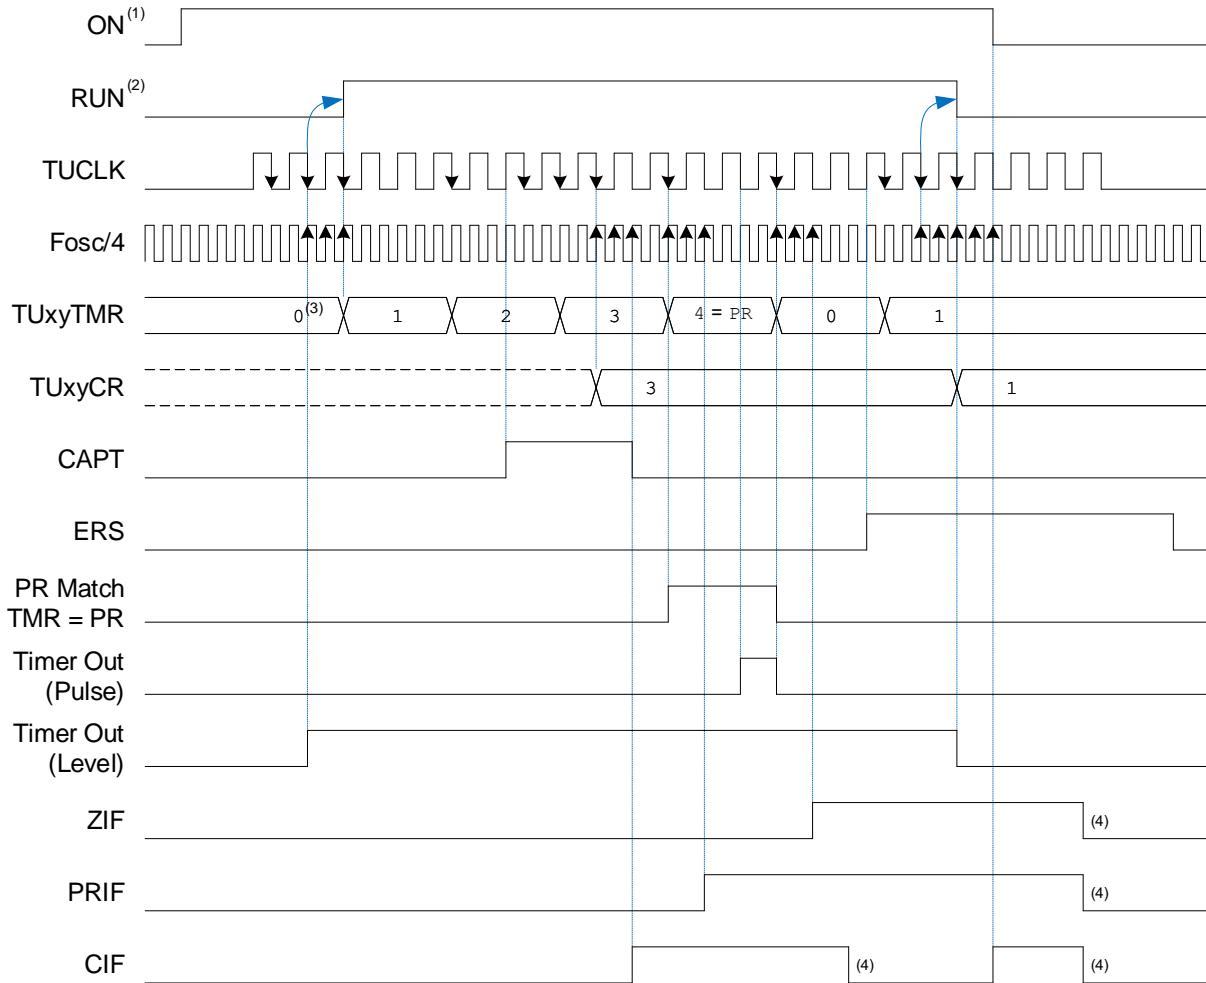 ON(1)
RUN(2)
TUCLK
Fosc/4
TUxyTMR 0(3) 1 2 3 4 = PR 0 1
TUxyCR 3 1
CAPT
ERS
PR Match
TMR = PR
Timer Out
(Pulse)
Timer Out
(Level)
ZIF (4)
PRIF (4)
CIF (4) (4)